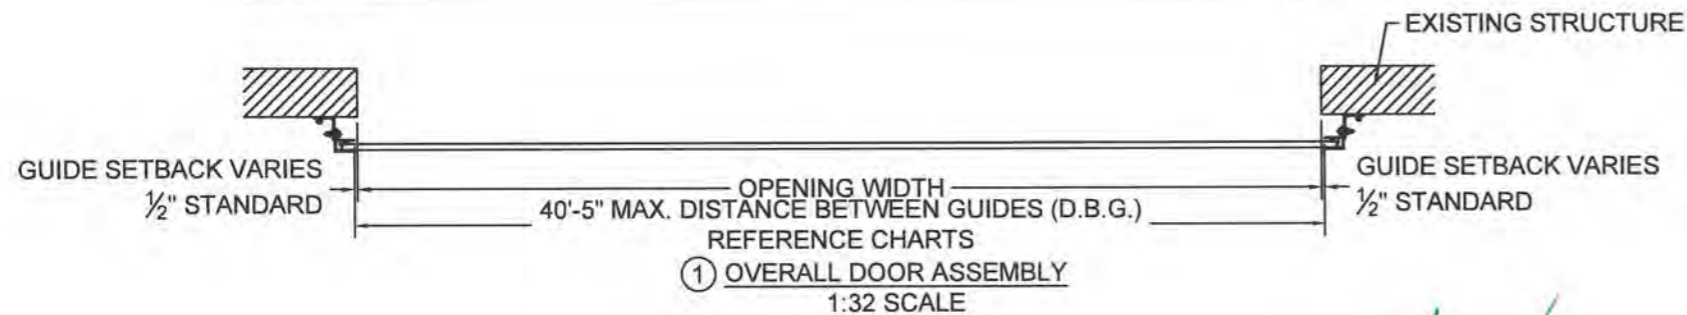 EXISTING STRUCTURE
GUIDE SETBACK VARIES
½" STANDARD
OPENING WIDTH
40'-5" MAX. DISTANCE BETWEEN GUIDES (D.B.G.)
REFERENCE CHARTS
GUIDE SETBACK VARIES
½" STANDARD
1 OVERALL DOOR ASSEMBLY
1:32 SCALE